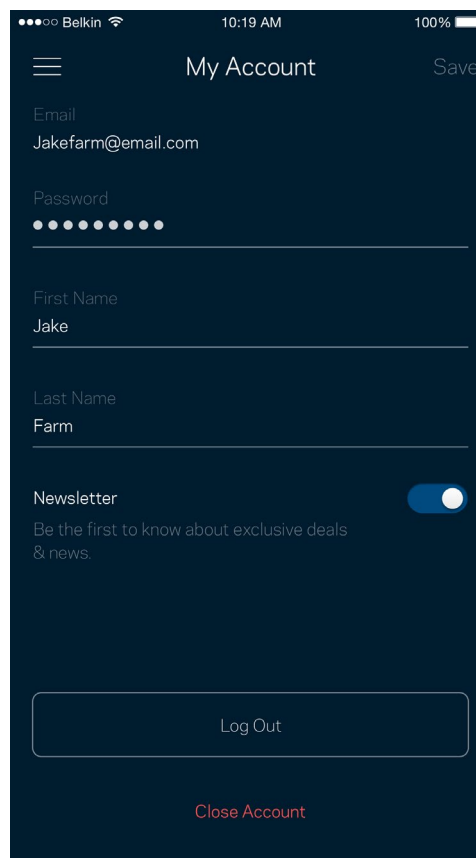 Belkin 10:19 AM 100%
My Account Save
Email
Jakefarm@email.com
Password
First Name
Jake
Last Name
Farm
Newsletter
Be the first to know about exclusive deals
& news.
Log Out
Close Account